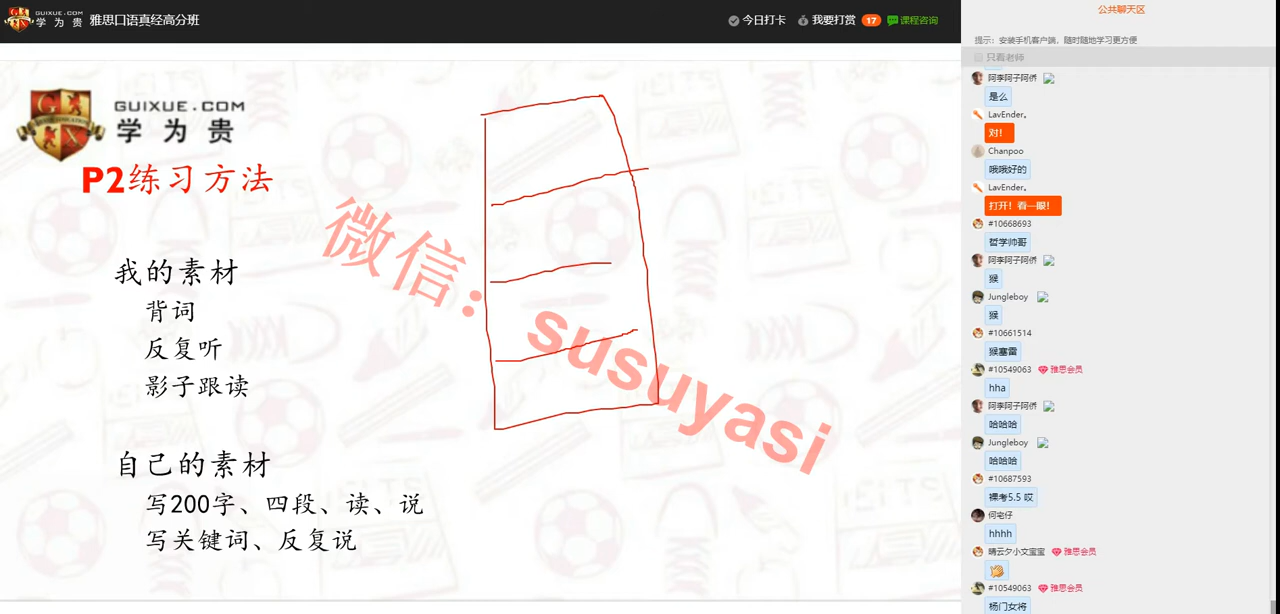 GUIXUE.COM
学为贵
雅思口语真经高分班
今日打卡
我要打赏
17
课程咨询
GUIXUE.COM
学为贵
P2练习方法
我的素材
背词
反复听
影子跟读
自己的素材
写200字、四段、读、说
写关键词、反复说
微信：susuyasi
公共聊天区
提示：安装手机客户端，随时随地学习更方便
只看老师
阿李阿子阿侨
是么
LavEnder。
对！
Chanpoo
哦哦好的
LavEnder。
打开！看一眼！
#10668693
哲学帅哥
阿李阿子阿侨
猴
Jungleboy
猴
#10661514
猴塞雷
#10549063 雅思会员
hha
阿李阿子阿侨
哈哈哈
Jungleboy
哈哈哈
#10687593
裸考5.5 哎
何宅仔
hhhh
晴云夕小文宝宝 雅思会员
#10549063 雅思会员
杨门女将